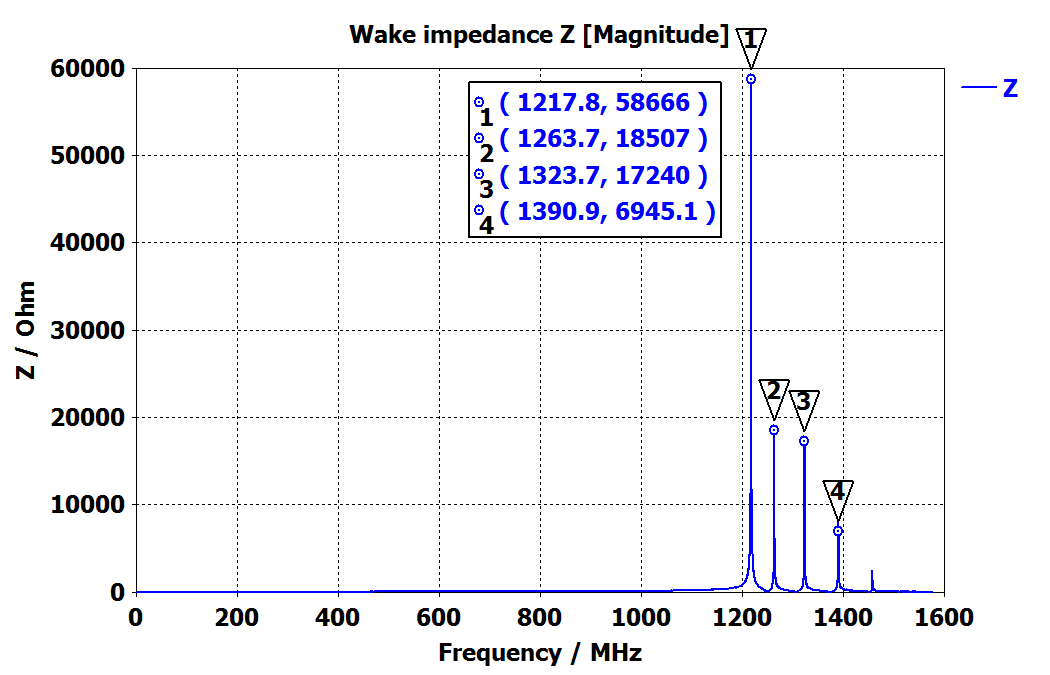 Wake impedance Z [Magnitude]
1
60000
Z
1 ( 1217.8, 58666 )
2 ( 1263.7, 18507 )
3 ( 1323.7, 17240 )
4 ( 1390.9, 6945.1 )
50000
40000
30000
Z / Ohm
20000
2
3
10000
4
0
0 200 400 600 800 1000 1200 1400 1600
Frequency / MHz